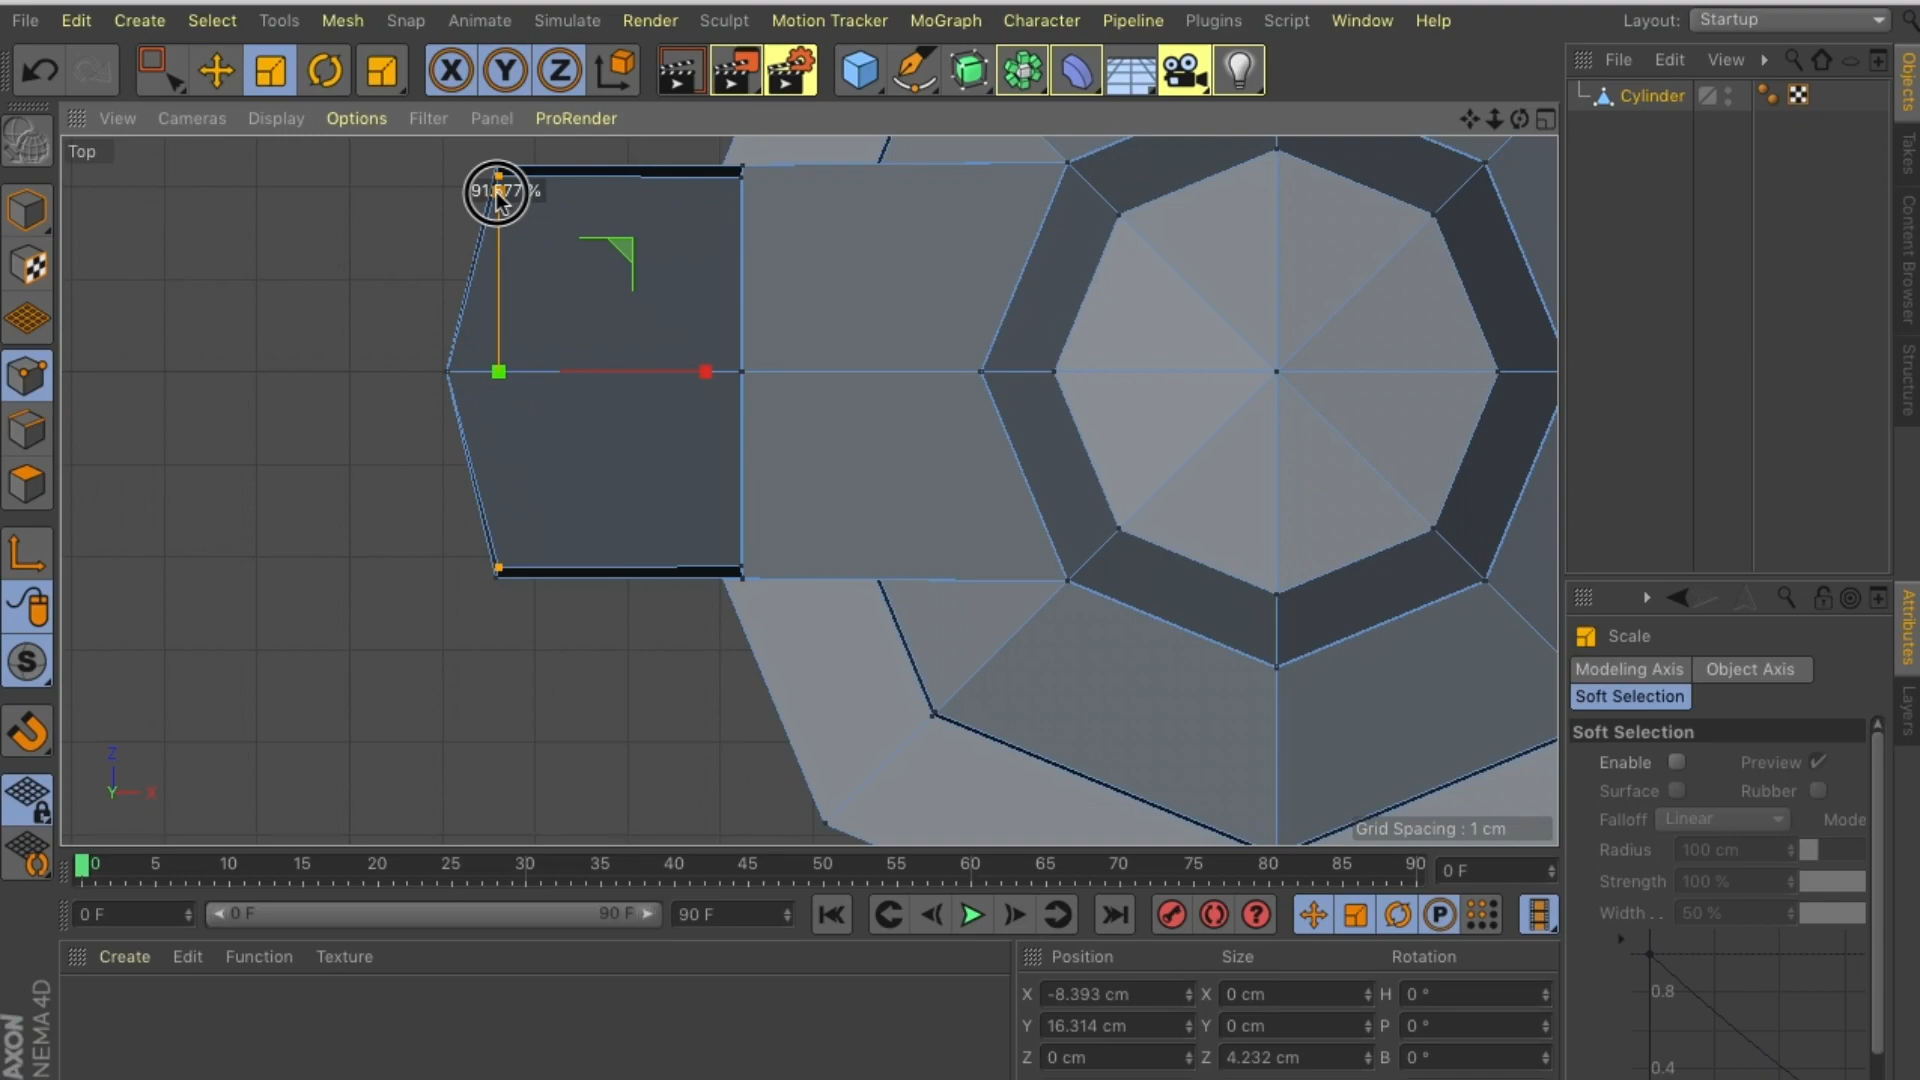 File Edit Create Select Tools Mesh Snap Animate Simulate Render Sculpt Motion Tracker MoGraph Character Pipeline Plugins Script Window Help Layout: Startup
X Y Z
File Edit View
View Cameras Display Options Filter Panel ProRender
Cylinder
Top
Objects
Takes
Content Browser
Structure
Scale
Modeling Axis Object Axis
Soft Selection
Soft Selection
Enable Preview
Surface Rubber
Falloff Linear Mode
Radius 100 cm
Strength 100 %
Width . . 50 %
0.8
0.4
Attributes
Layers
S
Z
Y X
Grid Spacing : 1 cm
0 5 10 15 20 25 30 35 40 45 50 55 60 65 70 75 80 85 90 0 F
0 F 0 F 90 F 90 F ? P
Create Edit Function Texture
Position Size Rotation
X -8.393 cm X 0 cm H 0 °
Y 16.314 cm Y 0 cm P 0 °
Z 0 cm Z 4.232 cm B 0 °
AXON
NEMA 4D